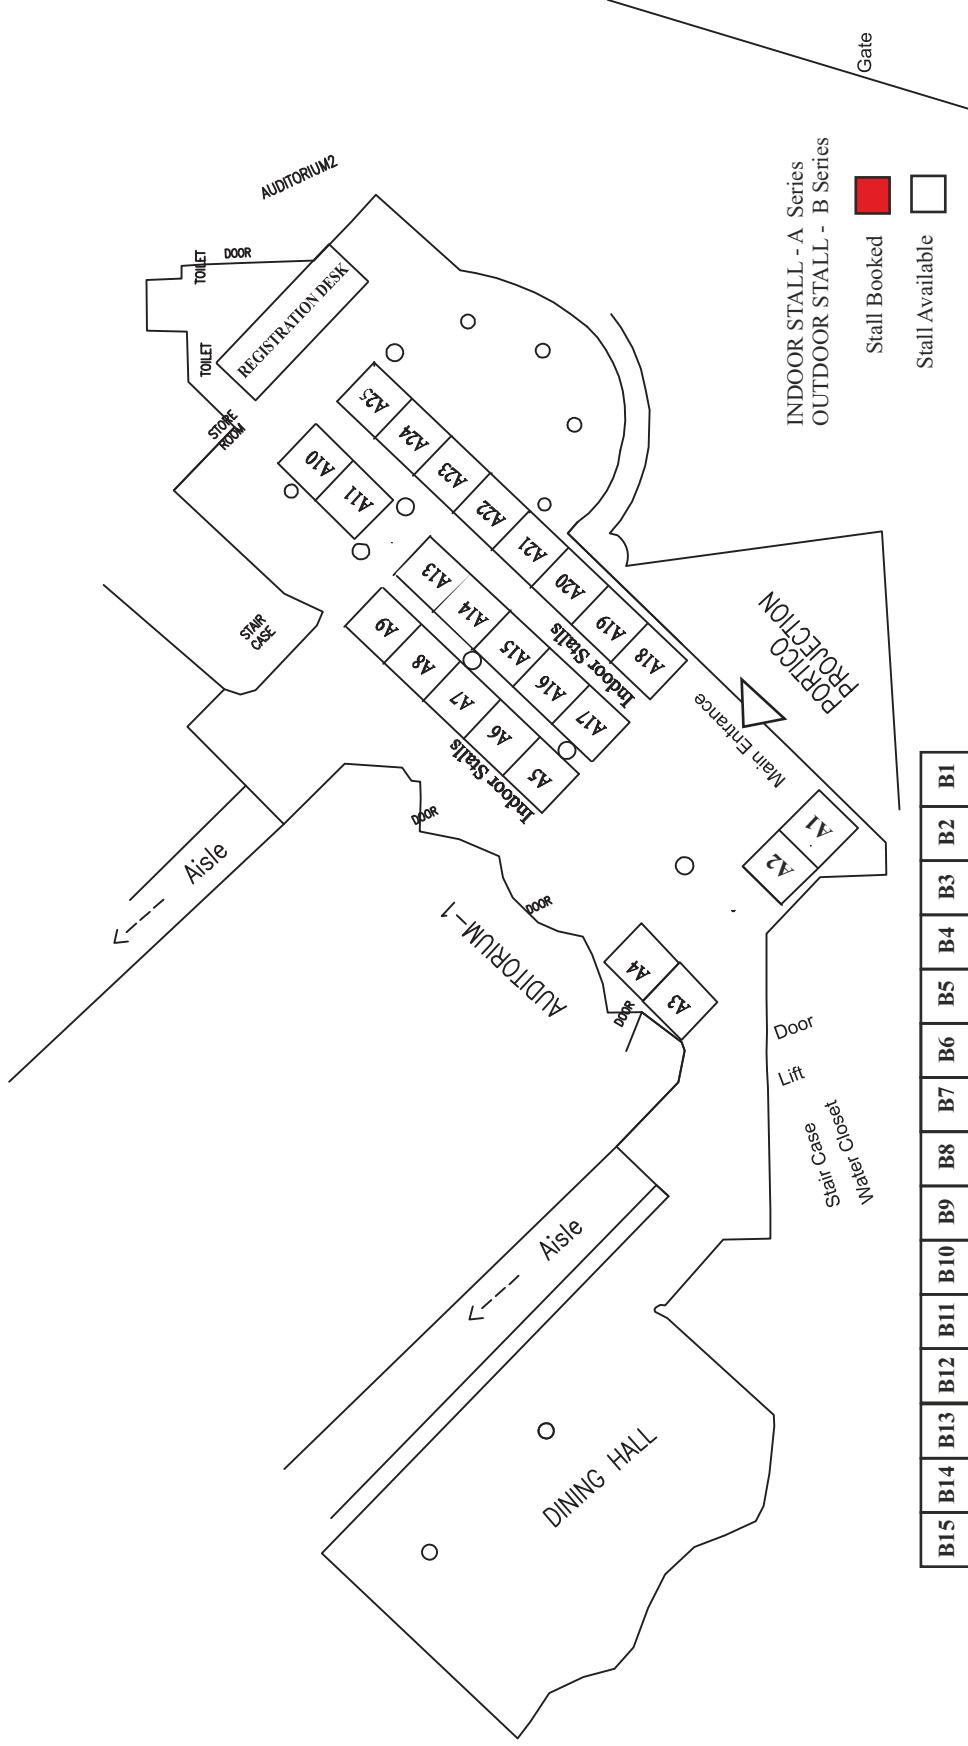 Gate
INDOOR STALL - A Series
OUTDOOR STALL - B Series
Stall Booked
Stall Available
AUDITORIUM2
TOILET
DOOR
TOILET
REGISTRATION DESK
STORE
ROOM
STAIR
CASE
A25
A24
A23
A22
A21
A20
A19
A18
A10
A11
A13
A14
A15
A16
A17
Indoor Stalls
A9
A8
A7
A6
A5
Indoor Stalls
PORTICO
PROJECTION
Main Entrance
A1
A2
A4
A3
DOOR
DOOR
DOOR
AUDITORIUM-1
Aisle
Aisle
Door
Lift
Stair Case
Water Closet
DINING HALL
B15 B14 B13 B12 B11 B10 B9 B8 B7 B6 B5 B4 B3 B2 B1